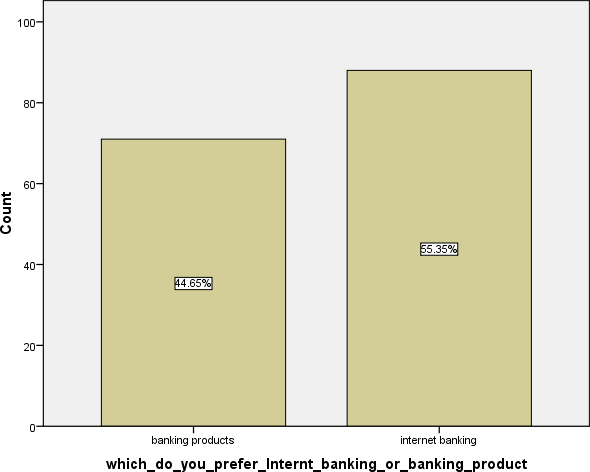 100
80
60
40
20
0
Count
44.65%
55.35%
banking products
internet banking
which_do_you_prefer_Internt_banking_or_banking_product